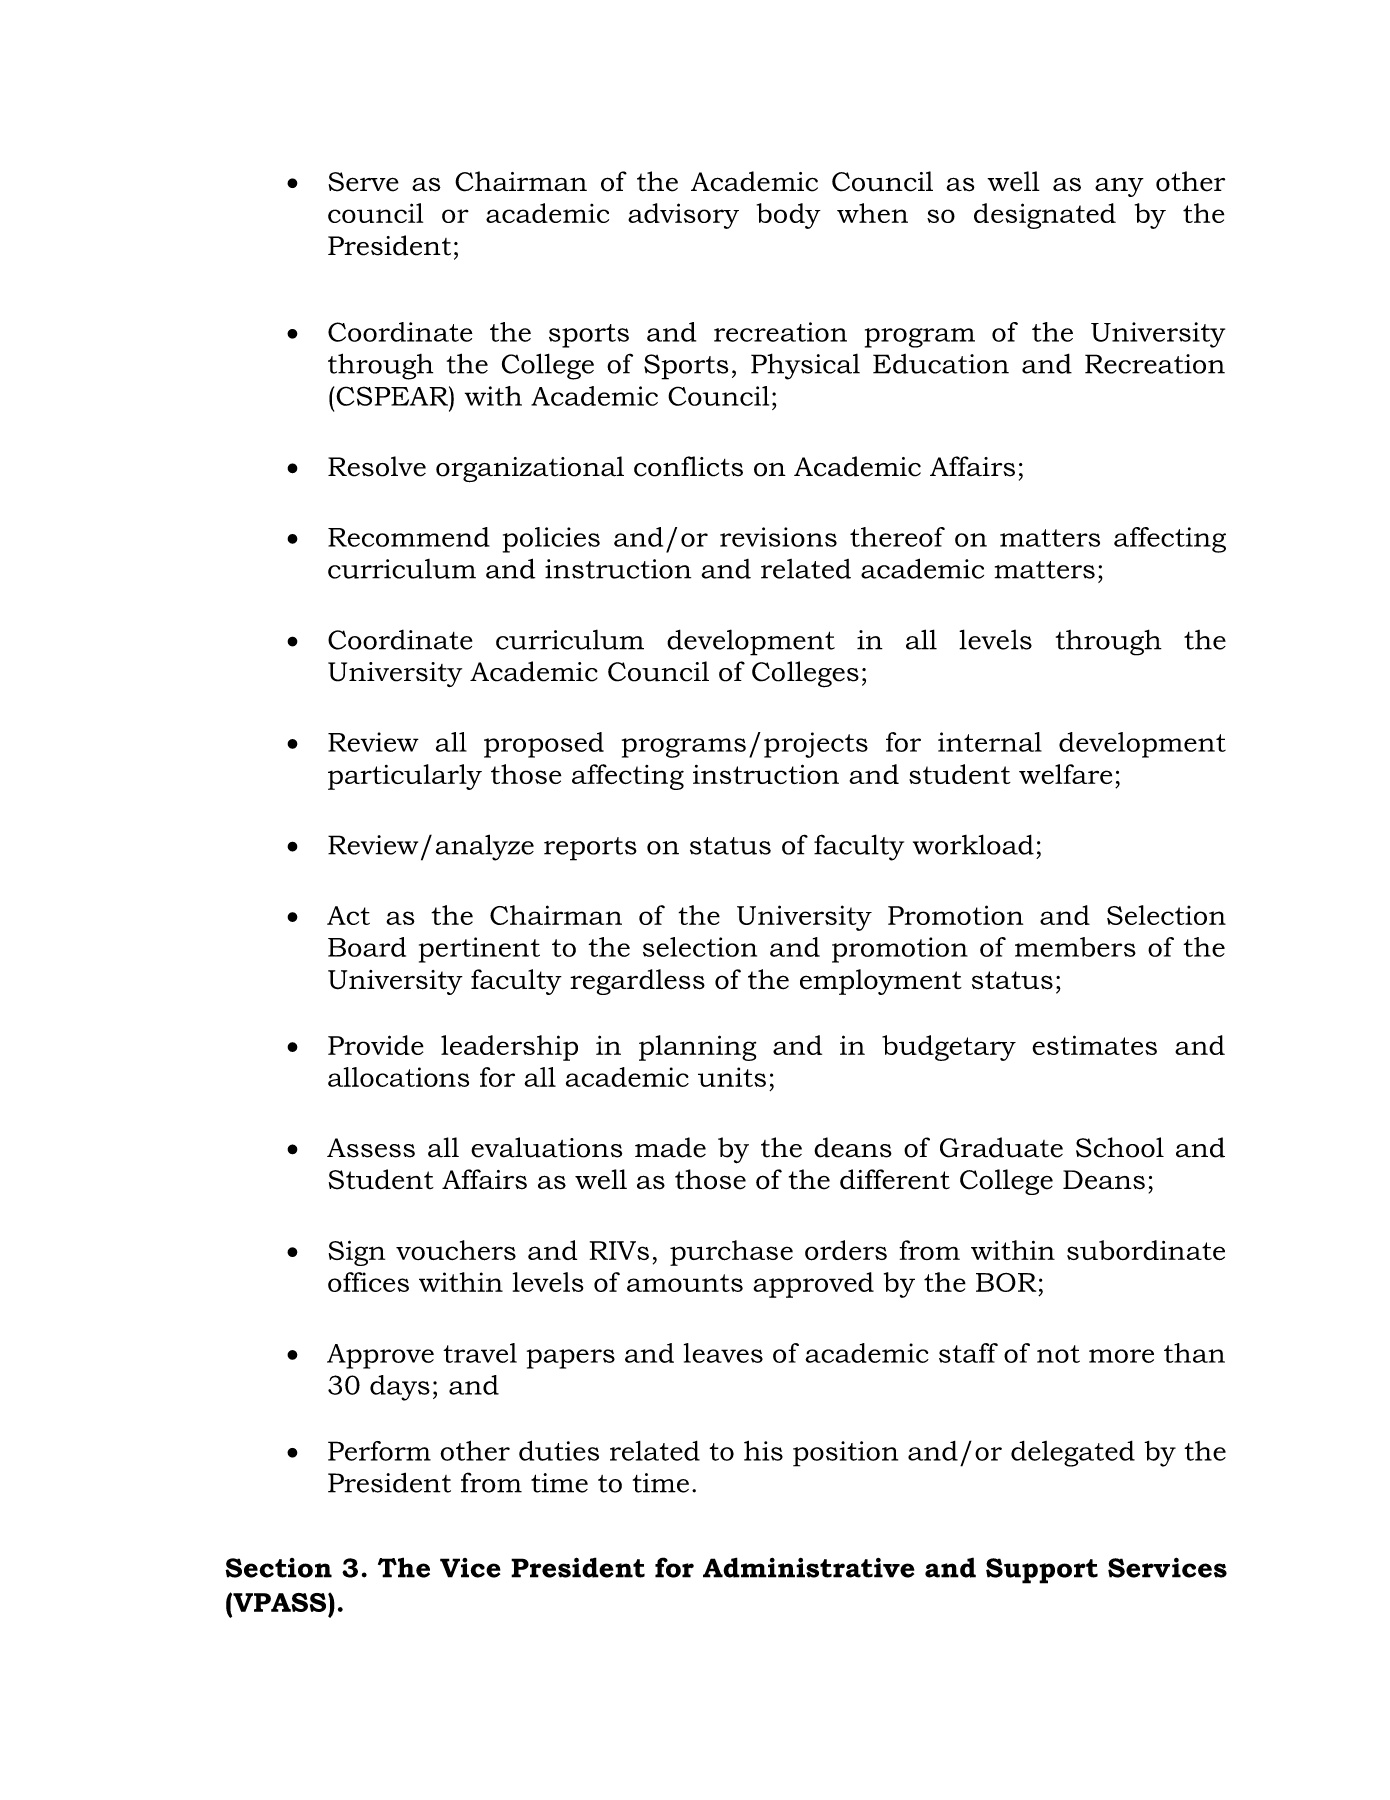 • Serve as Chairman of the Academic Council as well as any other
council or academic advisory body when so designated by the
President;
• Coordinate the sports and recreation program of the University
through the College of Sports, Physical Education and Recreation
(CSPEAR) with Academic Council;
• Resolve organizational conflicts on Academic Affairs;
• Recommend policies and/or revisions thereof on matters affecting
curriculum and instruction and related academic matters;
• Coordinate curriculum development in all levels through the
University Academic Council of Colleges;
• Review all proposed programs/projects for internal development
particularly those affecting instruction and student welfare;
• Review/analyze reports on status of faculty workload;
• Act as the Chairman of the University Promotion and Selection
Board pertinent to the selection and promotion of members of the
University faculty regardless of the employment status;
• Provide leadership in planning and in budgetary estimates and
allocations for all academic units;
• Assess all evaluations made by the deans of Graduate School and
Student Affairs as well as those of the different College Deans;
• Sign vouchers and RIVs, purchase orders from within subordinate
offices within levels of amounts approved by the BOR;
• Approve travel papers and leaves of academic staff of not more than
30 days; and
• Perform other duties related to his position and/or delegated by the
President from time to time.
Section 3. The Vice President for Administrative and Support Services
(VPASS).